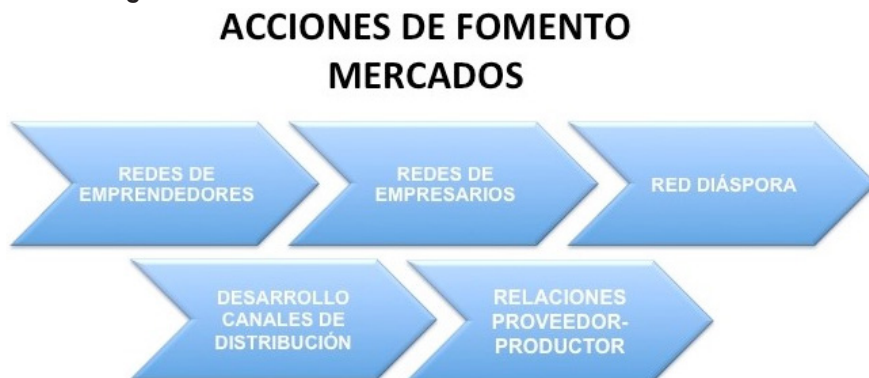 ACCIONES DE FOMENTO
MERCADOS
REDES DE
EMPRENDEDORES
REDES DE
EMPRESARIOS
RED DIÁSPORA
DESARROLLO
CANALES DE
DISTRIBUCIÓN
RELACIONES
PROVEEDOR-
PRODUCTOR